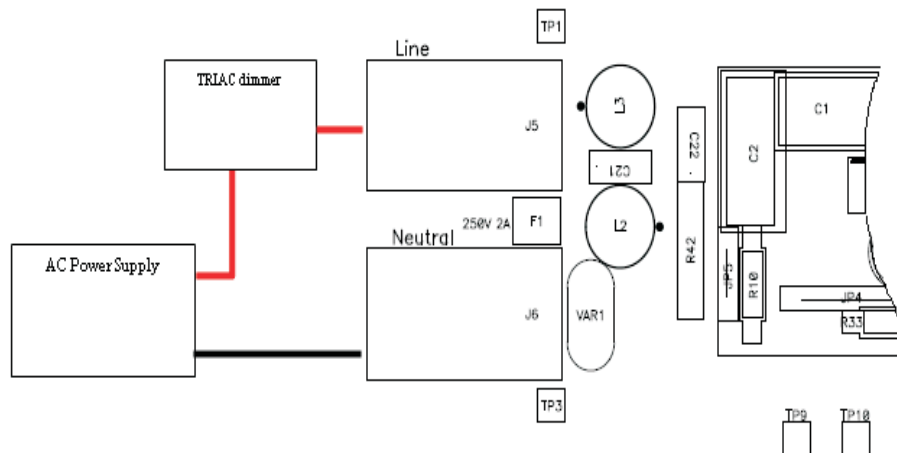 TP1
Line
TRIAC dimmer
J5
L3
C21
C22
C2
C1
250V 2A
F1
L2
Neutral
R42
AC Power Supply
JP5
R10
JP4
J6
VAR1
R33
TP3
TP9
TP10